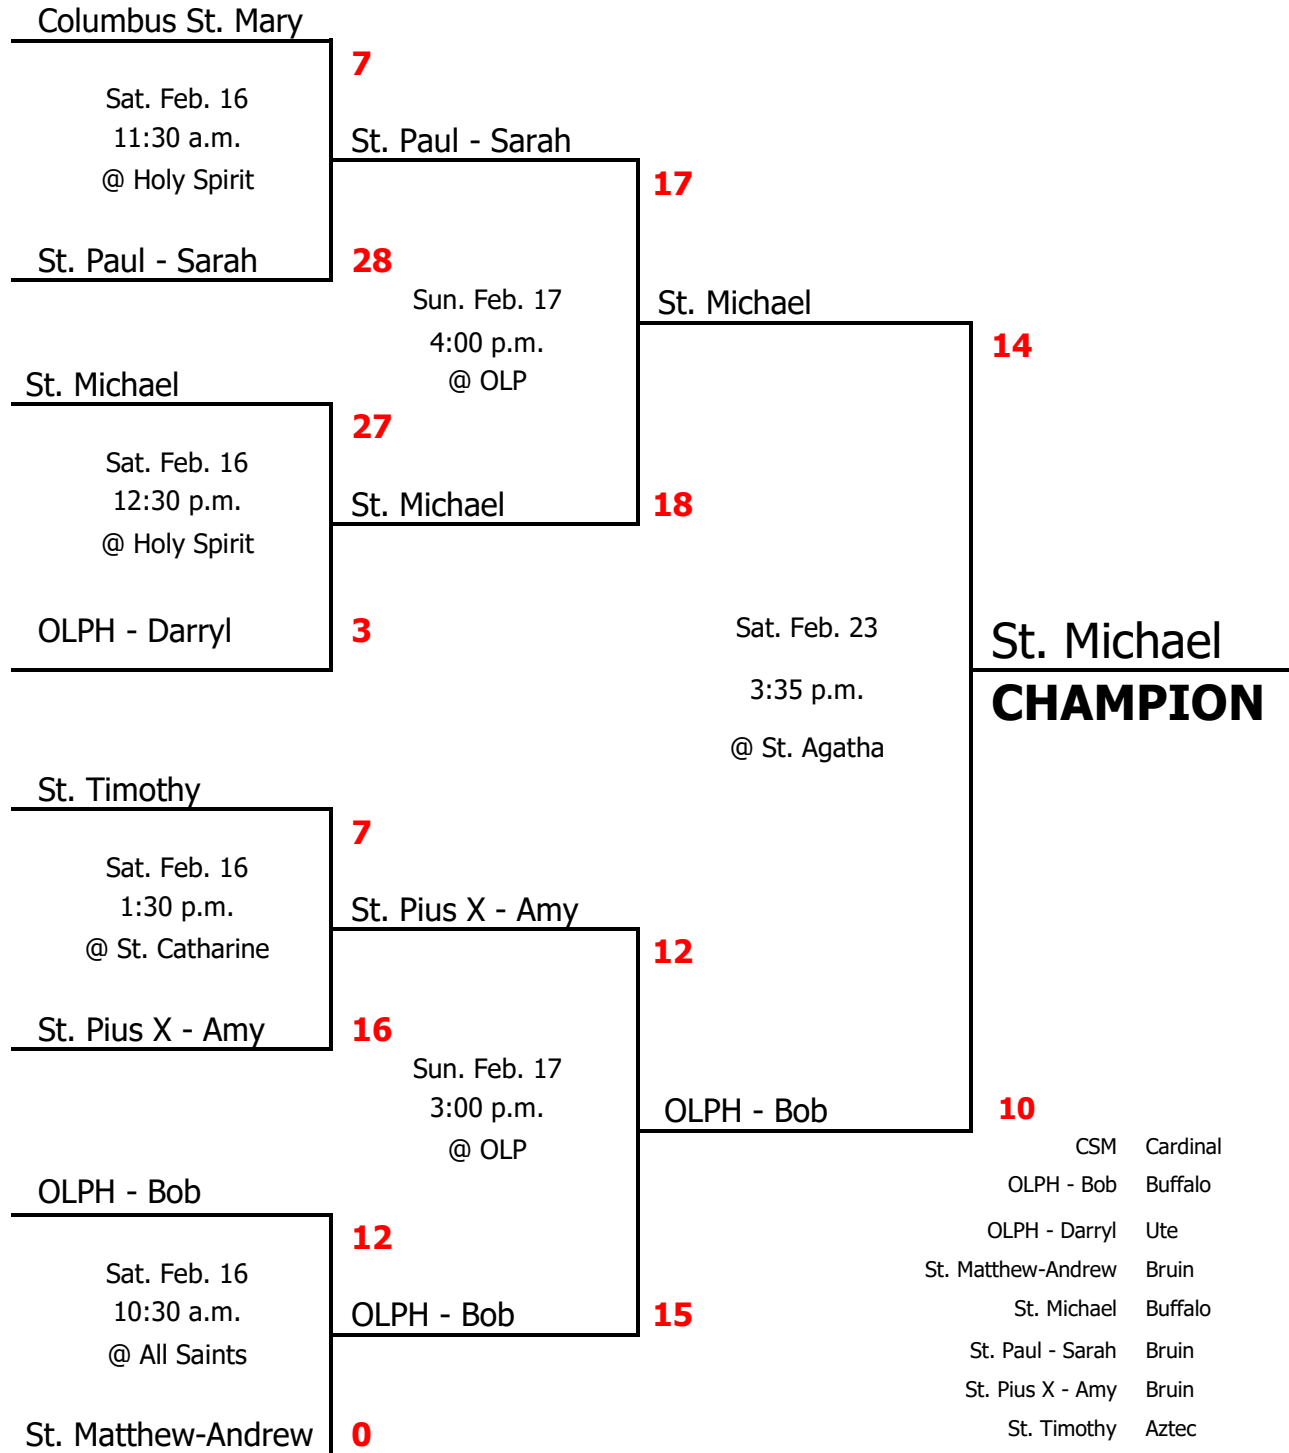 Columbus St. Mary
7
Sat. Feb. 16
11:30 a.m.
St. Paul - Sarah
@ Holy Spirit
17
St. Paul - Sarah
28
Sun. Feb. 17
St. Michael
4:00 p.m.
14
@ OLP
St. Michael
27
Sat. Feb. 16
12:30 p.m.
St. Michael
18
@ Holy Spirit
OLPH - Darryl
3
Sat. Feb. 23
St. Michael
3:35 p.m.
CHAMPION
@ St. Agatha
St. Timothy
7
Sat. Feb. 16
1:30 p.m.
St. Pius X - Amy
@ St. Catharine
12
St. Pius X - Amy
16
Sun. Feb. 17
3:00 p.m.
OLPH - Bob
10
@ OLP
CSM Cardinal
OLPH - Bob
OLPH - Bob Buffalo
12
OLPH - Darryl Ute
Sat. Feb. 16
St. Matthew-Andrew Bruin
10:30 a.m.
OLPH - Bob
15
St. Michael Buffalo
@ All Saints
St. Paul - Sarah Bruin
St. Pius X - Amy Bruin
St. Matthew-Andrew
0
St. Timothy Aztec